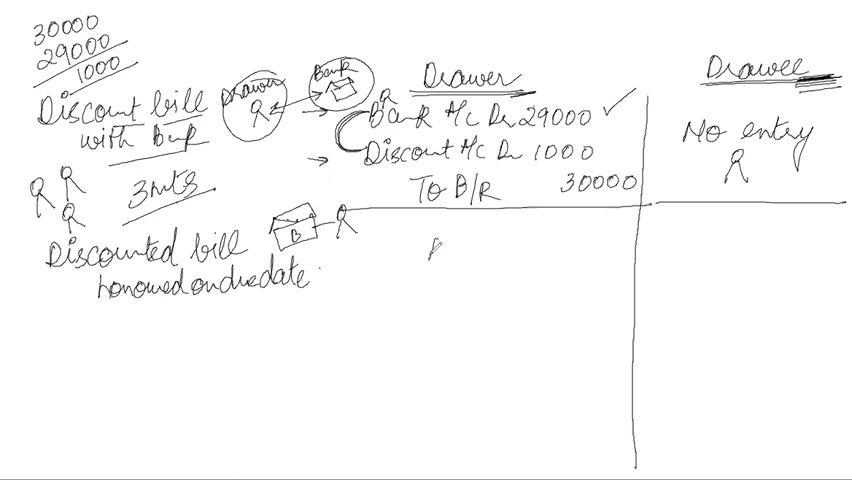 30000
29000
1000
Discount bill
with Bank
3 mts
Drawer
Bank
Drawer
Bank A/c Dr 29000
Discount A/c Dr 1000
To B/R 30000
Drawee
No entry
Discounted bill
honoured on due date
B